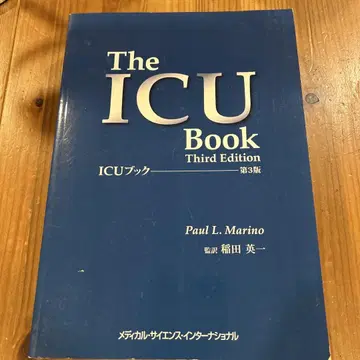 The
ICU
Book
Third Edition
ICUブック 第3版
Paul L. Marino
監訳 稲田 英一
メディカル・サイエンス・インターナショナル